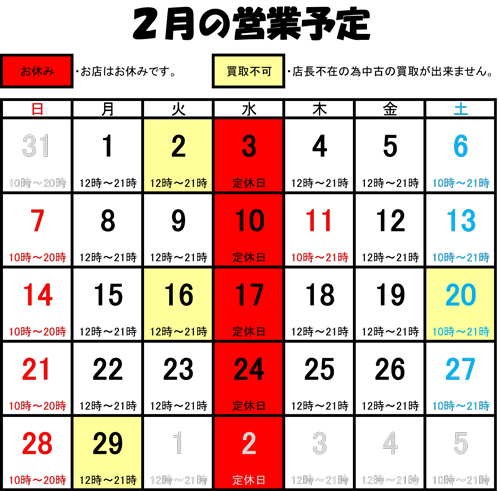 2月の営業予定
お休み ・お店はお休みです。 買取不可 ・店長不在の為中古の買取が出来ません。
日 月 火 水 木 金 土
31 1 2 3 4 5 6
10時～20時 12時～21時 12時～21時 定休日 12時～21時 12時～21時 10時～21時
7 8 9 10 11 12 13
10時～20時 12時～21時 12時～21時 定休日 10時～21時 12時～21時 10時～21時
14 15 16 17 18 19 20
10時～20時 12時～21時 12時～21時 定休日 12時～21時 12時～21時 10時～21時
21 22 23 24 25 26 27
10時～20時 12時～21時 12時～21時 定休日 12時～21時 12時～21時 10時～21時
28 29 1 2 3 4 5
10時～20時 12時～21時 12時～21時 定休日 12時～21時 12時～21時 10時～21時